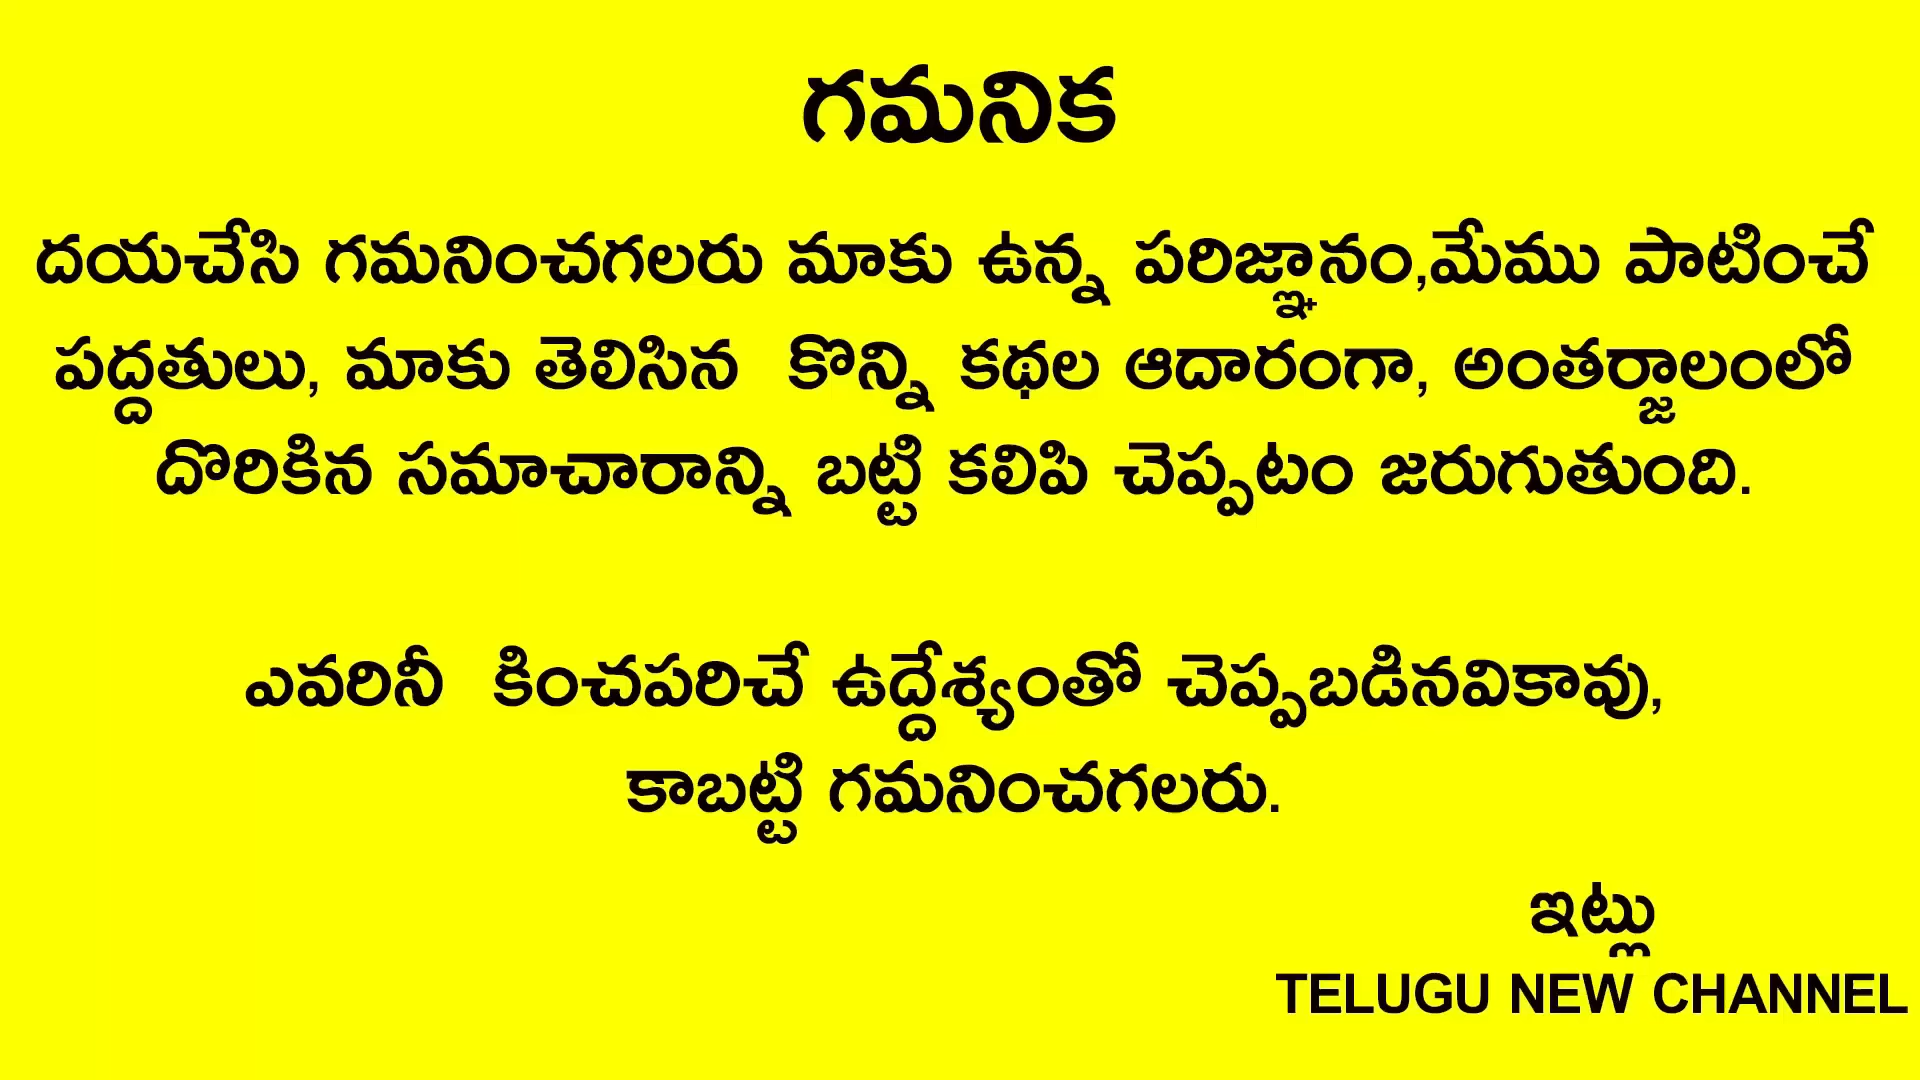 గమనిక
దయచేసి గమనించగలరు మాకు ఉన్న పరిజ్ఞానం,మేము పాటించే
పద్దతులు, మాకు తెలిసిన కొన్ని కథల ఆదారంగా, అంతర్జాలంలో
దొరికిన సమాచారాన్ని బట్టి కలిపి చెప్పటం జరుగుతుంది.
ఎవరినీ కించపరిచే ఉద్దేశ్యంతో చెప్పబడినవికావు,
కాబట్టి గమనించగలరు.
ఇట్లు
TELUGU NEW CHANNEL